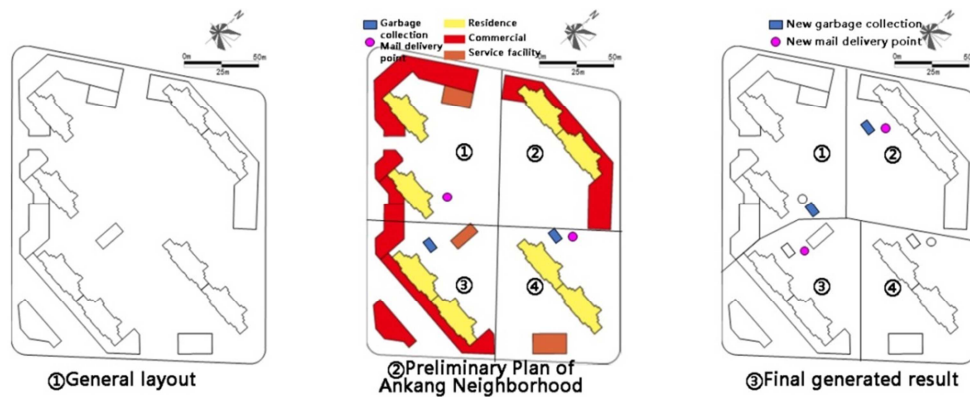 N
0m 50m
25m
①General layout
Garbage collection
Mail delivery point
Residence
Commercial
Service facility
N
0m 50m
25m
①
②
③
④
②Preliminary Plan of
Ankang Neighborhood
New garbage collection
New mail delivery point
N
0m 50m
25m
①
②
③
④
③Final generated result